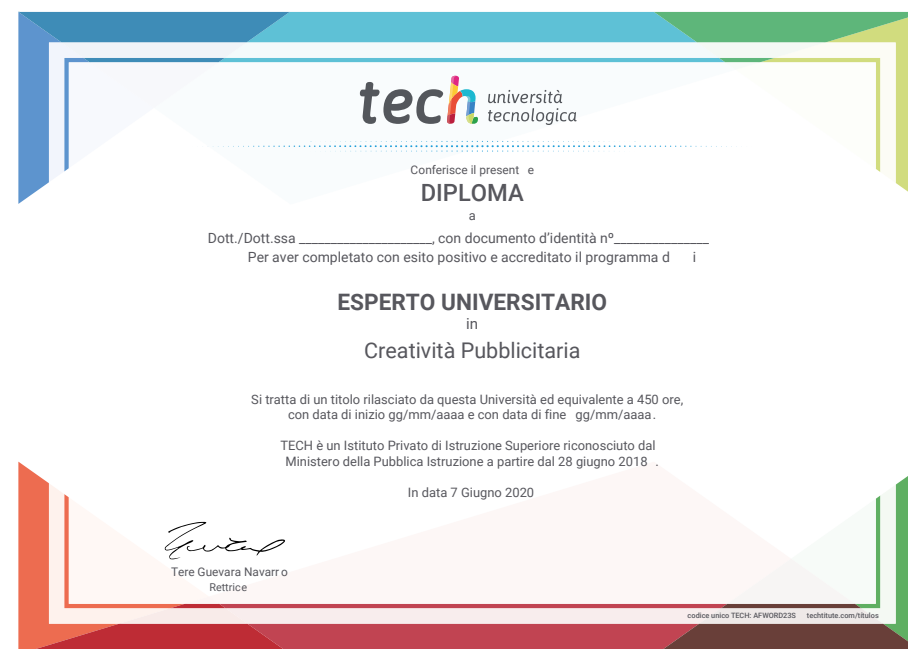 tech università
tecnologica
Conferisce il present e
DIPLOMA
a
Dott./Dott.ssa _____________________, con documento d'identità nº_______________
Per aver completato con esito positivo e accreditato il programma d i
ESPERTO UNIVERSITARIO
in
Creatività Pubblicitaria
Si tratta di un titolo rilasciato da questa Università ed equivalente a 450 ore,
con data di inizio gg/mm/aaaa e con data di fine gg/mm/aaaa.
TECH è un Istituto Privato di Istruzione Superiore riconosciuto dal
Ministero della Pubblica Istruzione a partire dal 28 giugno 2018 .
In data 7 Giugno 2020
Tere Guevara Navarr o
Rettrice
codice unico TECH: AFWORD23S techtitute.com/titulos